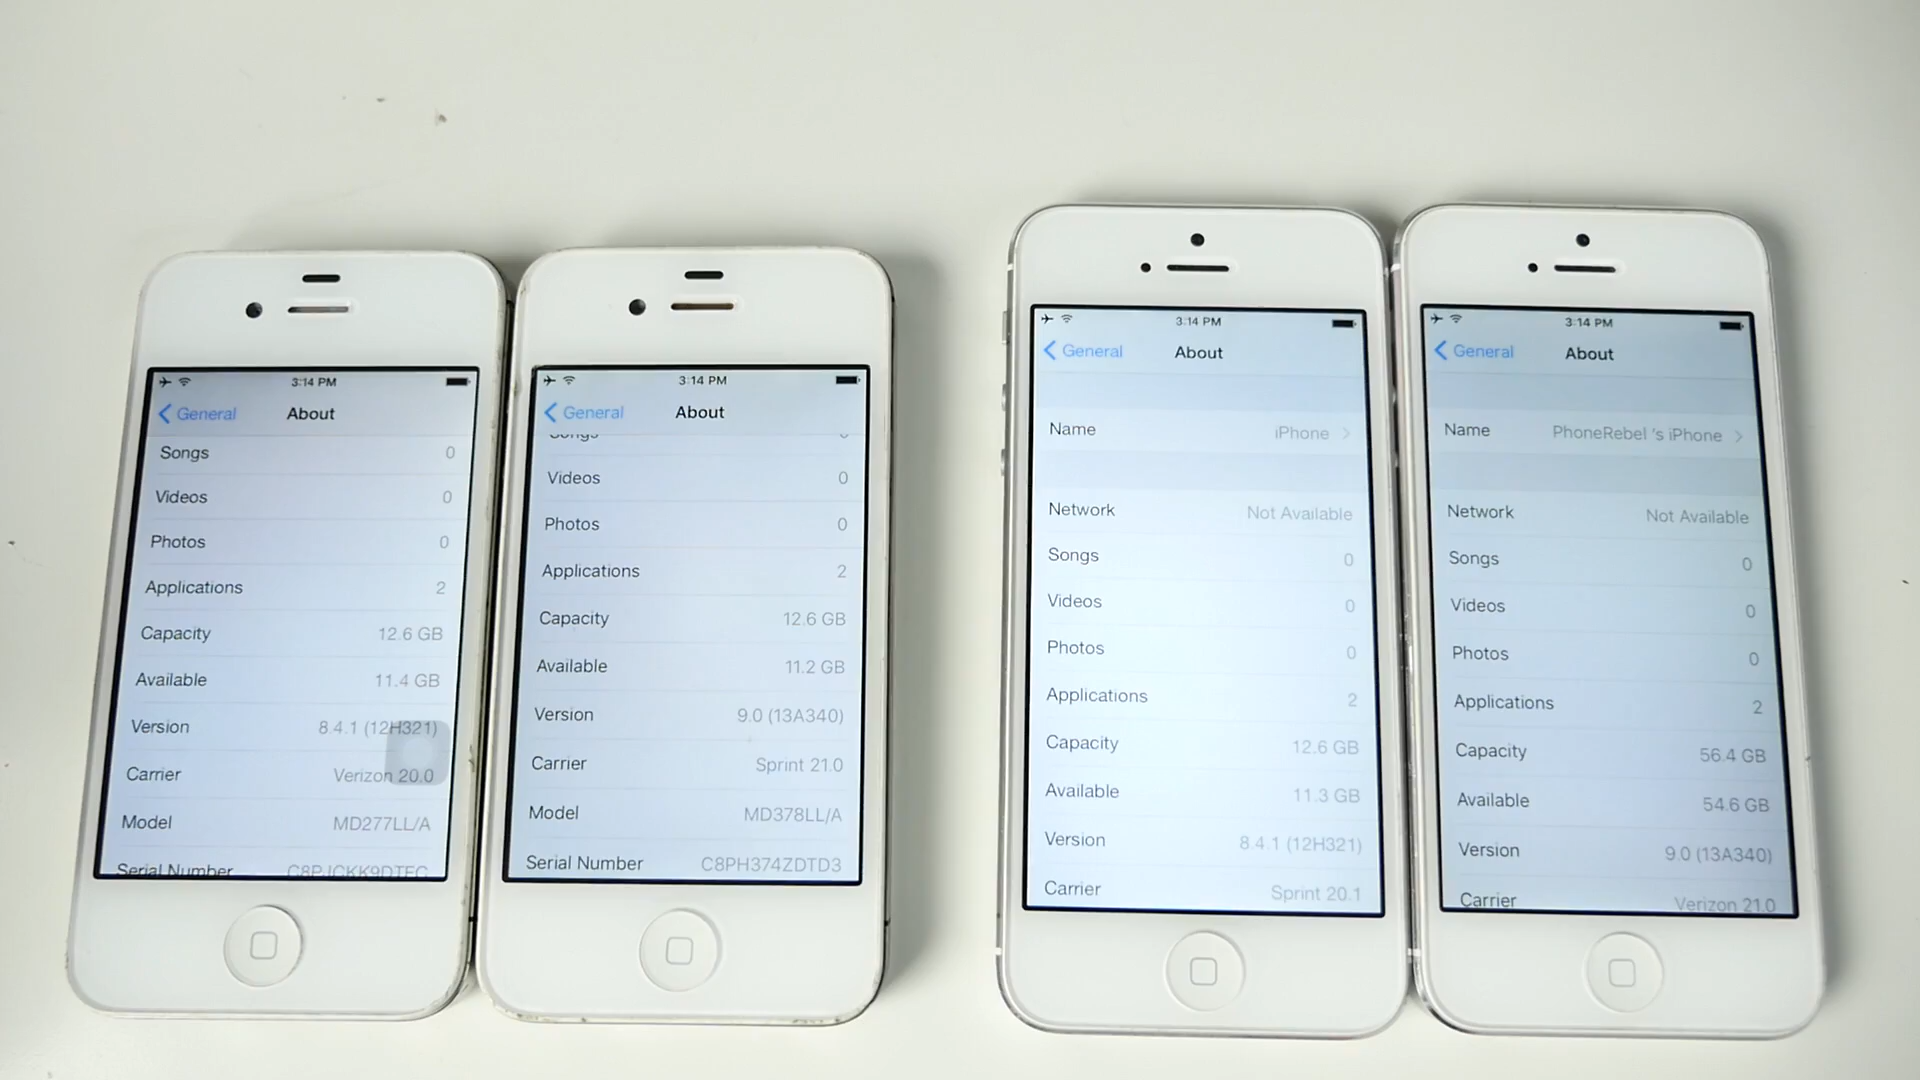 3:14 PM
General About
Songs 0
Videos 0
Photos 0
Applications 2
Capacity 12.6 GB
Available 11.4 GB
Version 8.4.1 (12H321)
Carrier Verizon 20.0
Model MD277LL/A
Serial Number
3:14 PM
General About
Songs 0
Videos 0
Photos 0
Applications 2
Capacity 12.6 GB
Available 11.2 GB
Version 9.0 (13A340)
Carrier Sprint 21.0
Model MD378LL/A
Serial Number C8PH374ZDTD3
3:14 PM
General About
Name iPhone
Network Not Available
Songs 0
Videos 0
Photos 0
Applications 2
Capacity 12.6 GB
Available 11.3 GB
Version 8.4.1 (12H321)
Carrier Sprint 20.1
3:14 PM
General About
Name PhoneRebel 's iPhone
Network Not Available
Songs 0
Videos 0
Photos 0
Applications 2
Capacity 56.4 GB
Available 54.6 GB
Version 9.0 (13A340)
Carrier Verizon 21.0